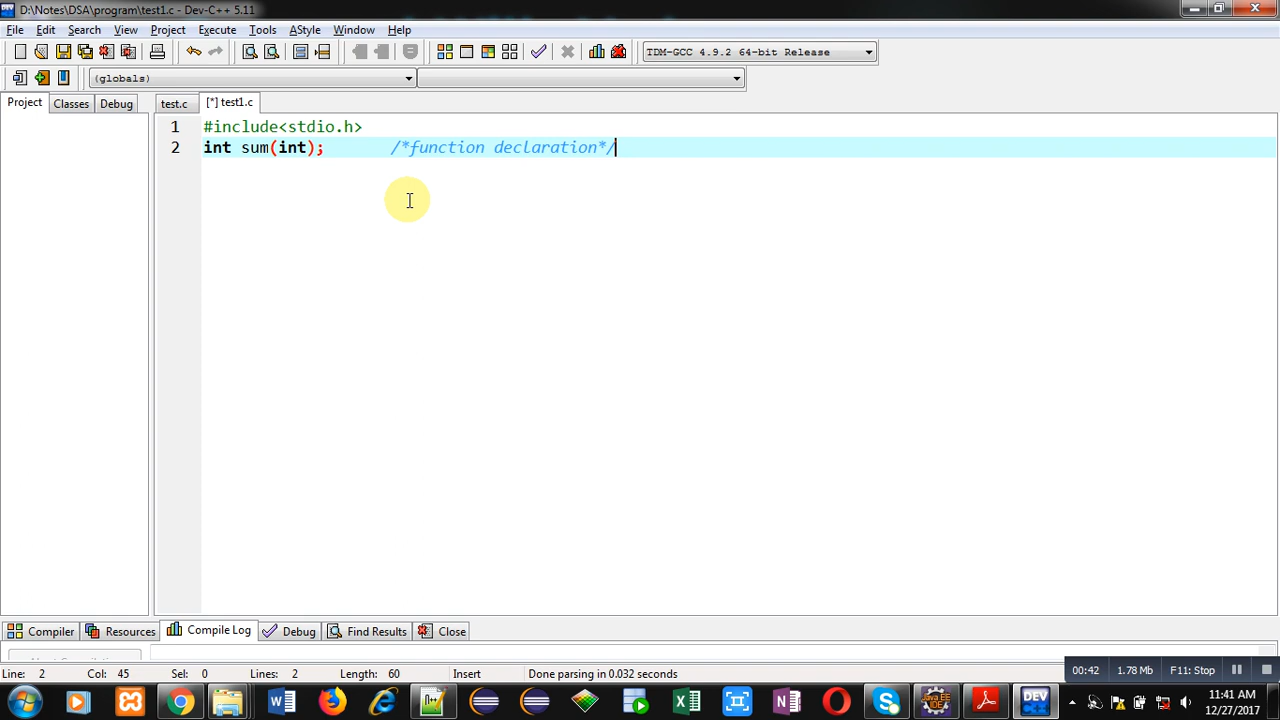 D:\Notes\DSA\program\test1.c - Dev-C++ 5.11
File Edit Search View Project Execute Tools AStyle Window Help
TDM-GCC 4.9.2 64-bit Release
(globals)
Project Classes Debug test.c [*] test1.c
1 #include<stdio.h>
2 int sum(int); /*function declaration*/
Compiler Resources Compile Log Debug Find Results Close
Line: 2 Col: 45 Sel: 0 Lines: 2 Length: 60 Insert Done parsing in 0.032 seconds
00:42 1.78 Mb F11: Stop
11:41 AM
12/27/2017